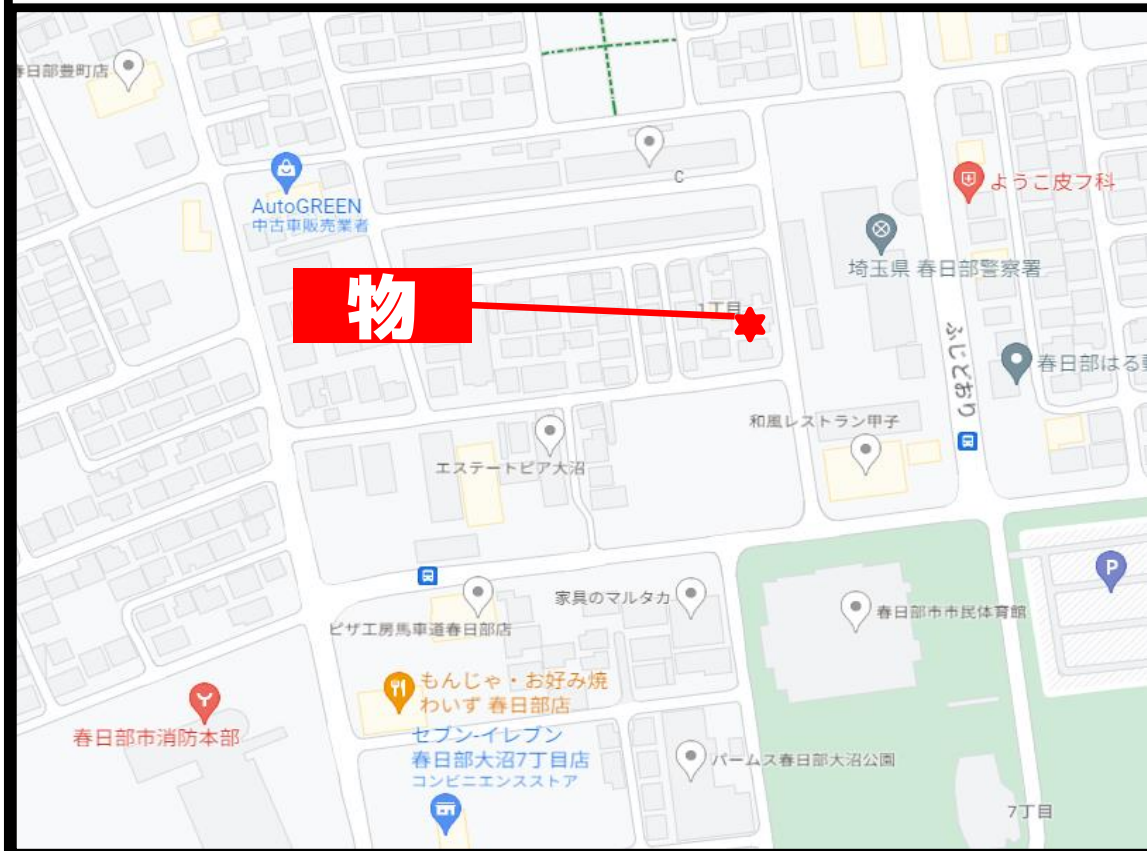 春日部豊町店
AutoGREEN
中古車販売業者
C
ようこ皮フ科
埼玉県 春日部警察署
物
1丁目
ふじどおり
春日部はる動
和風レストラン甲子
エステートピア大沼
家具のマルタカ
ピザ工房馬車道春日部店
春日部市市民体育館
P
もんじゃ・お好み焼
わいず 春日部店
春日部市消防本部
セブン-イレブン
春日部大沼7丁目店
コンビニエンスストア
パームス春日部大沼公園
7丁目